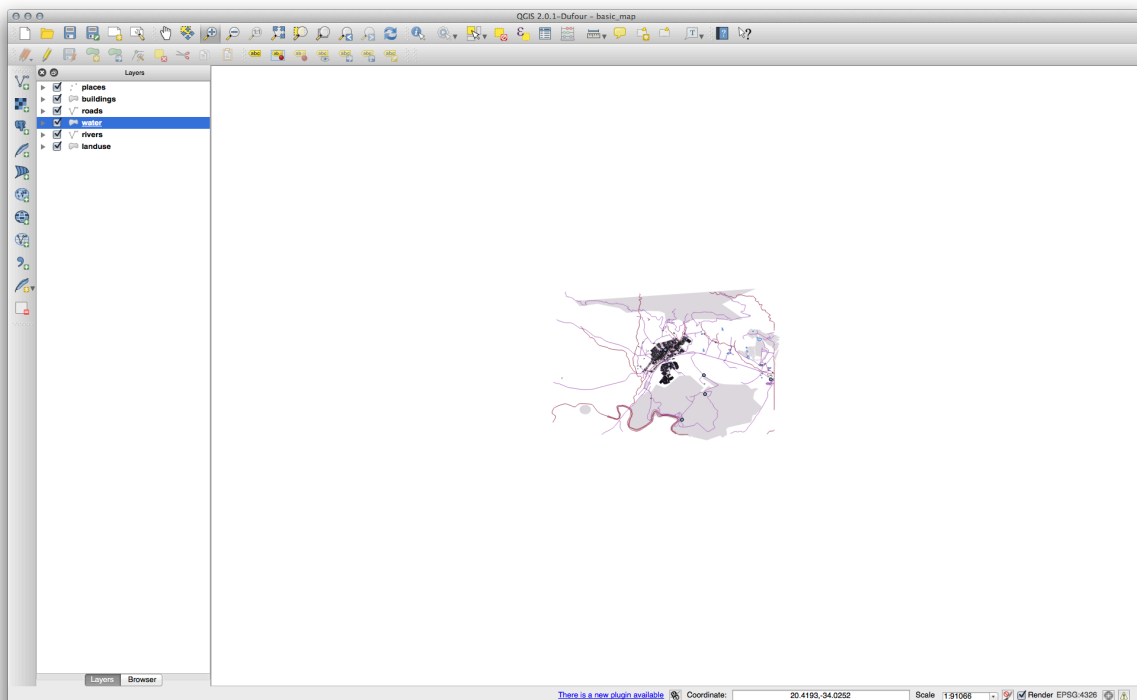 QGIS 2.0.1-Dufour - basic_map
Layers
places
buildings
roads
water
rivers
landuse
Layers Browser
There is a new plugin available Coordinate: 20.4193,-34.0252 Scale 1:91066 Render EPSG:4326